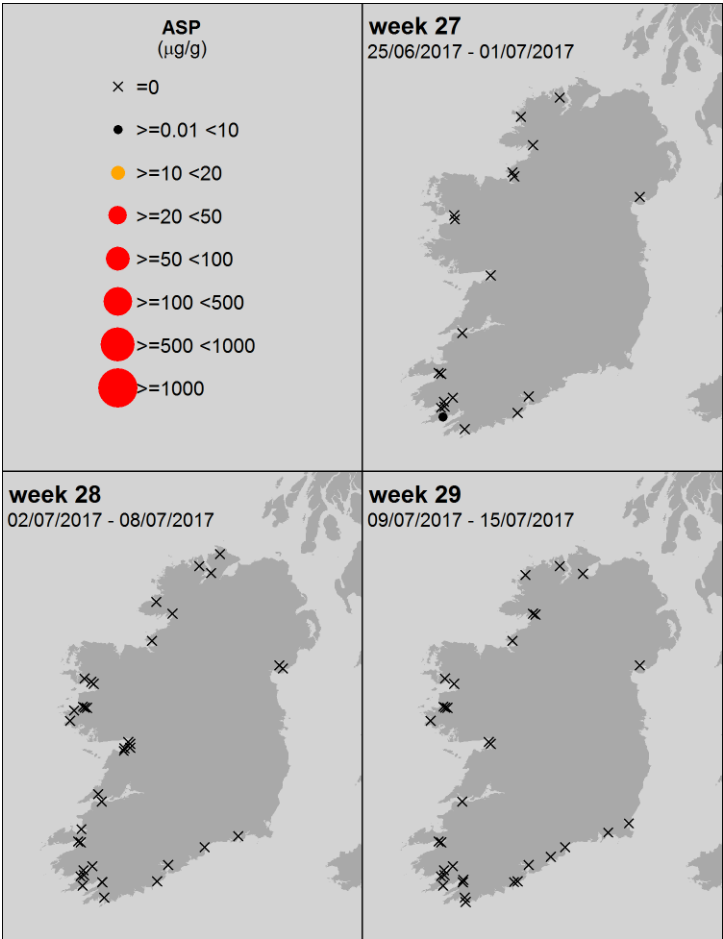 ASP
(µg/g)
=0
>=0.01 <10
>=10 <20
>=20 <50
>=50 <100
>=100 <500
>=500 <1000
>=1000
week 27
25/06/2017 - 01/07/2017
week 28
02/07/2017 - 08/07/2017
week 29
09/07/2017 - 15/07/2017